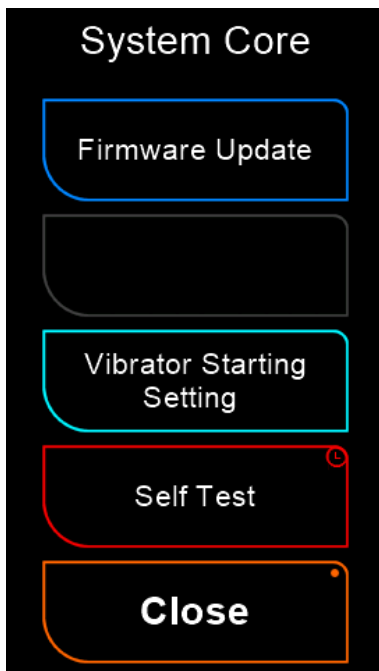 System Core
Firmware Update
Vibrator Starting
Setting
Self Test
Close